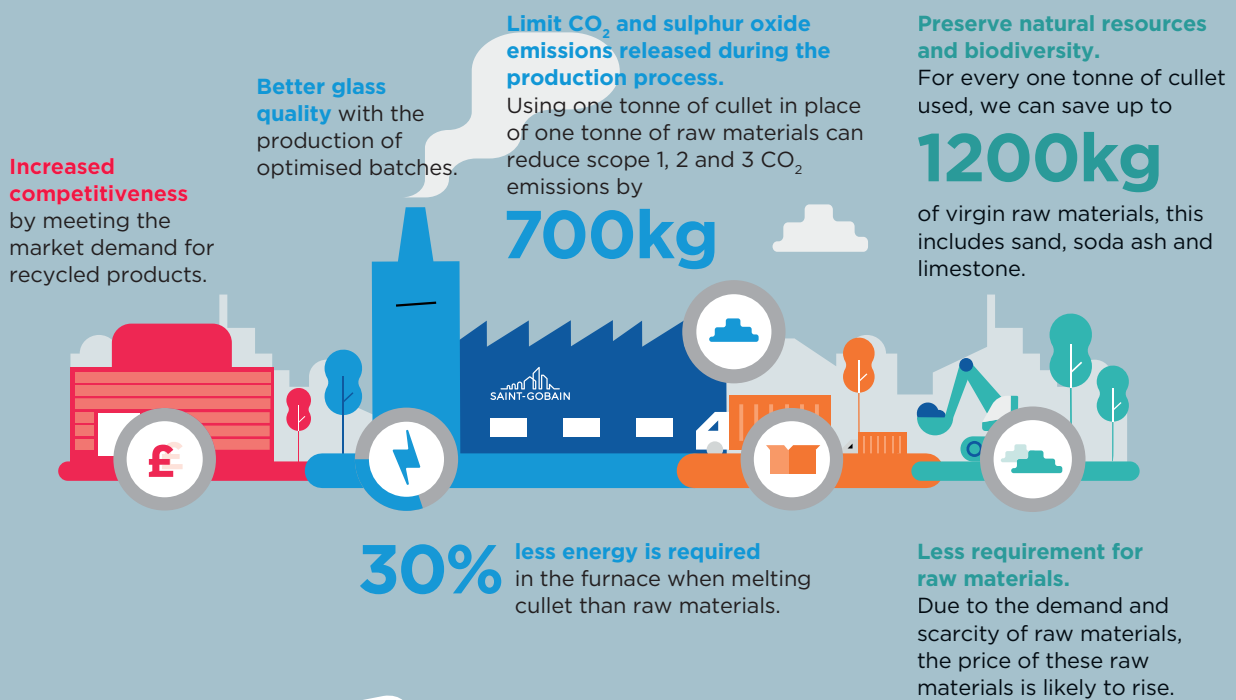 Increased
competitiveness
by meeting the
market demand for
recycled products.
Better glass
quality with the
production of
optimised batches.
Limit CO₂ and sulphur oxide
emissions released during the
production process.
Using one tonne of cullet in place
of one tonne of raw materials can
reduce scope 1, 2 and 3 CO₂
emissions by
700kg
Preserve natural resources
and biodiversity.
For every one tonne of cullet
used, we can save up to
1200kg
of virgin raw materials, this
includes sand, soda ash and
limestone.
SAINT-GOBAIN
£
30%
less energy is required
in the furnace when melting
cullet than raw materials.
Less requirement for
raw materials.
Due to the demand and
scarcity of raw materials,
the price of these raw
materials is likely to rise.